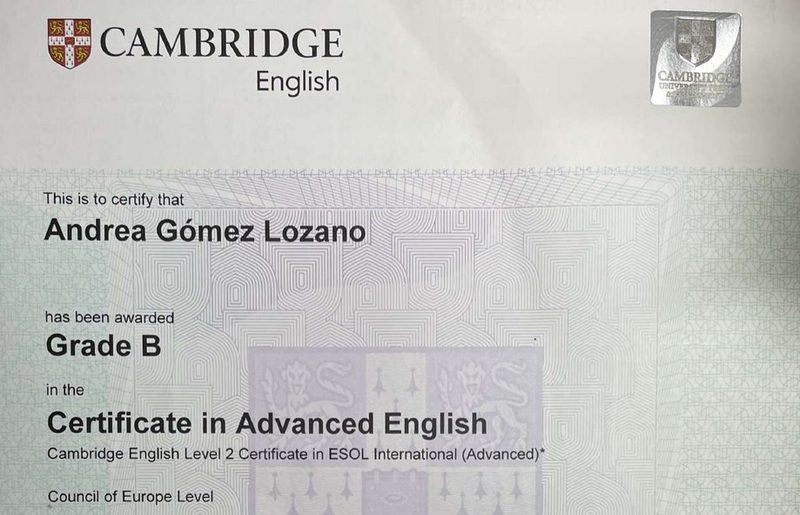 CAMBRIDGE
English
CAMBRIDGE
This is to certify that
Andrea Gómez Lozano
has been awarded
Grade B
in the
Certificate in Advanced English
Cambridge English Level 2 Certificate in ESOL International (Advanced)*
Council of Europe Level